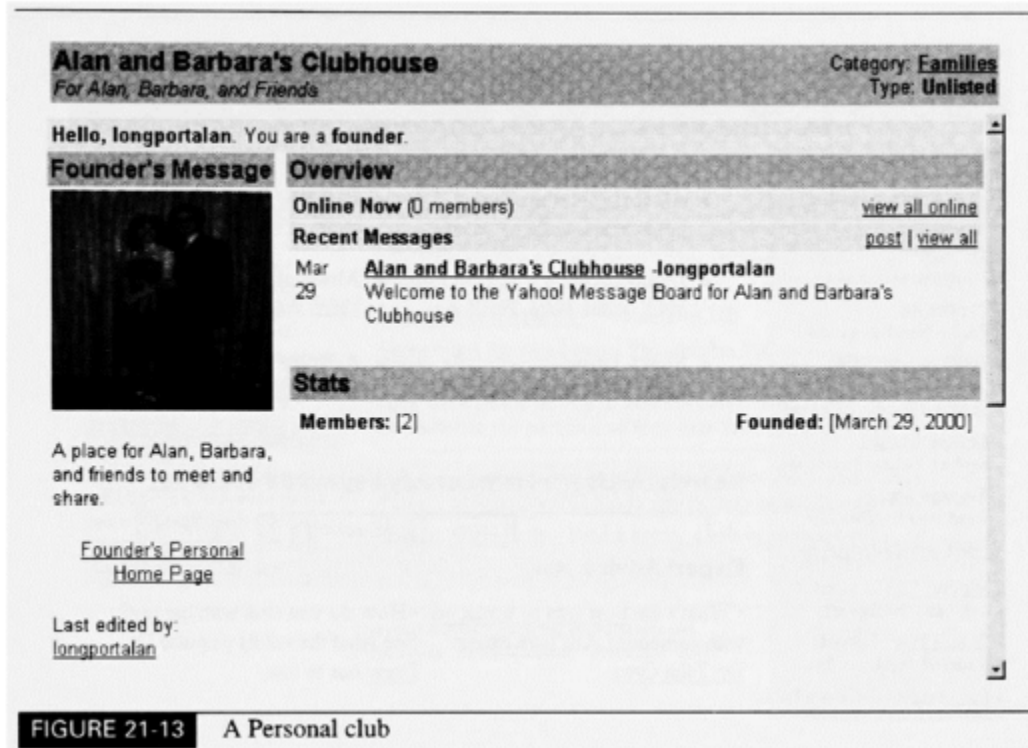 Alan and Barbara's Clubhouse
For Alan, Barbara, and Friends
Category: Families
Type: Unlisted
Hello, longportalan. You are a founder.
Founder's Message
A place for Alan, Barbara,
and friends to meet and
share.
Founder's Personal
Home Page
Last edited by:
longportalan
Overview
Online Now (0 members) view all online
Recent Messages post | view all
Mar 29 Alan and Barbara's Clubhouse -longportalan
Welcome to the Yahoo! Message Board for Alan and Barbara's
Clubhouse
Stats
Members: [2] Founded: [March 29, 2000]
FIGURE 21-13 A Personal club